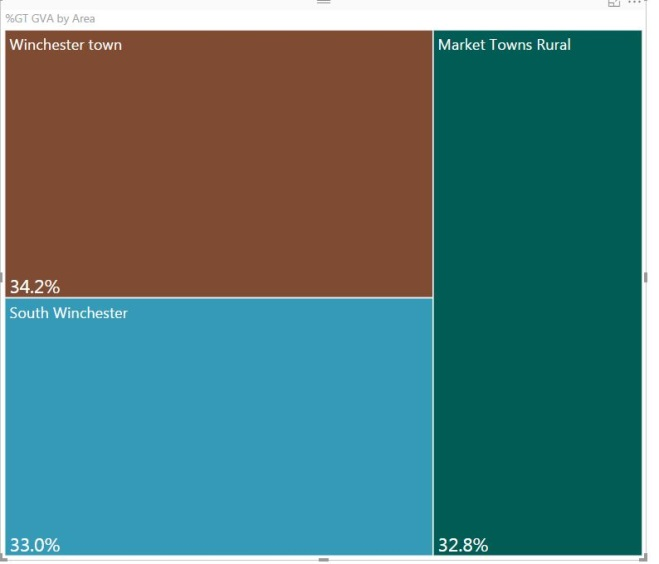 %GT GVA by Area
Winchester town
34.2%
South Winchester
33.0%
Market Towns Rural
32.8%